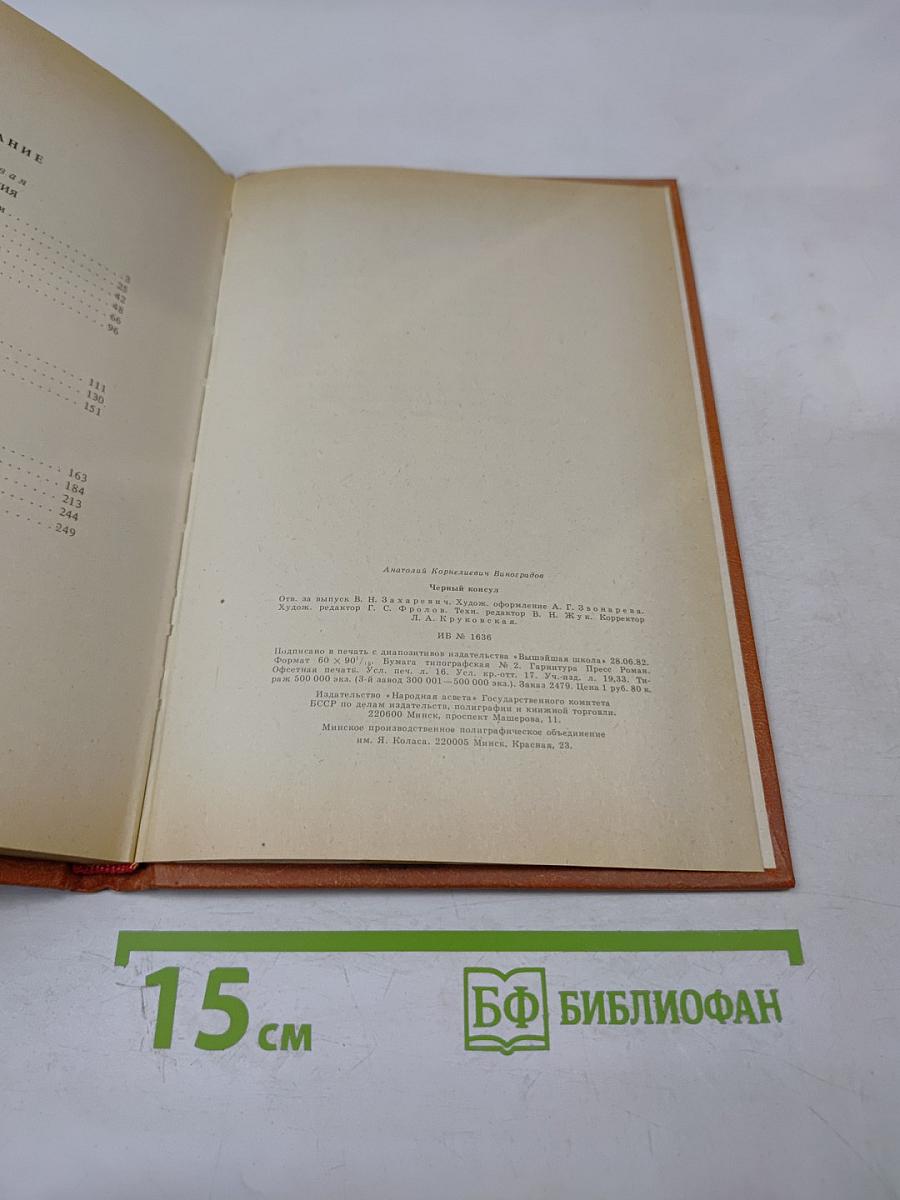 АНИЕ
вая
ИЯ
и
3
25
42
48
66
96
111
130
151
163
184
213
244
249
Анатолий Корнелиевич Виноградов
Черный консул
Отв. за выпуск В. Н. Захаревич. Худож. оформление А. Г. Звонарева.
Худож. редактор Г. С. Фролов. Техн. редактор В. Н. Жук. Корректор
Л. А. Круковская.
ИБ № 1636
Подписано в печать с диапозитивов издательства «Вышэйшая школа» 28.06.82.
Формат 60 × 90¹/₁₆. Бумага типографская № 2. Гарнитура Пресс Роман.
Офсетная печать. Усл. печ. л. 16. Усл. кр.-отт. 17. Уч.-изд. л. 19,33. Ти-
раж 500 000 экз. (3-й завод 300 001—500 000 экз.). Заказ 2479. Цена 1 руб. 80 к.
Издательство «Народная асвета» Государственного комитета
БССР по делам издательств, полиграфии и книжной торговли.
220600 Минск, проспект Машерова, 11.
Минское производственное полиграфическое объединение
им. Я. Коласа. 220005 Минск, Красная, 23.
15 см
БФ БИБЛИОФАН